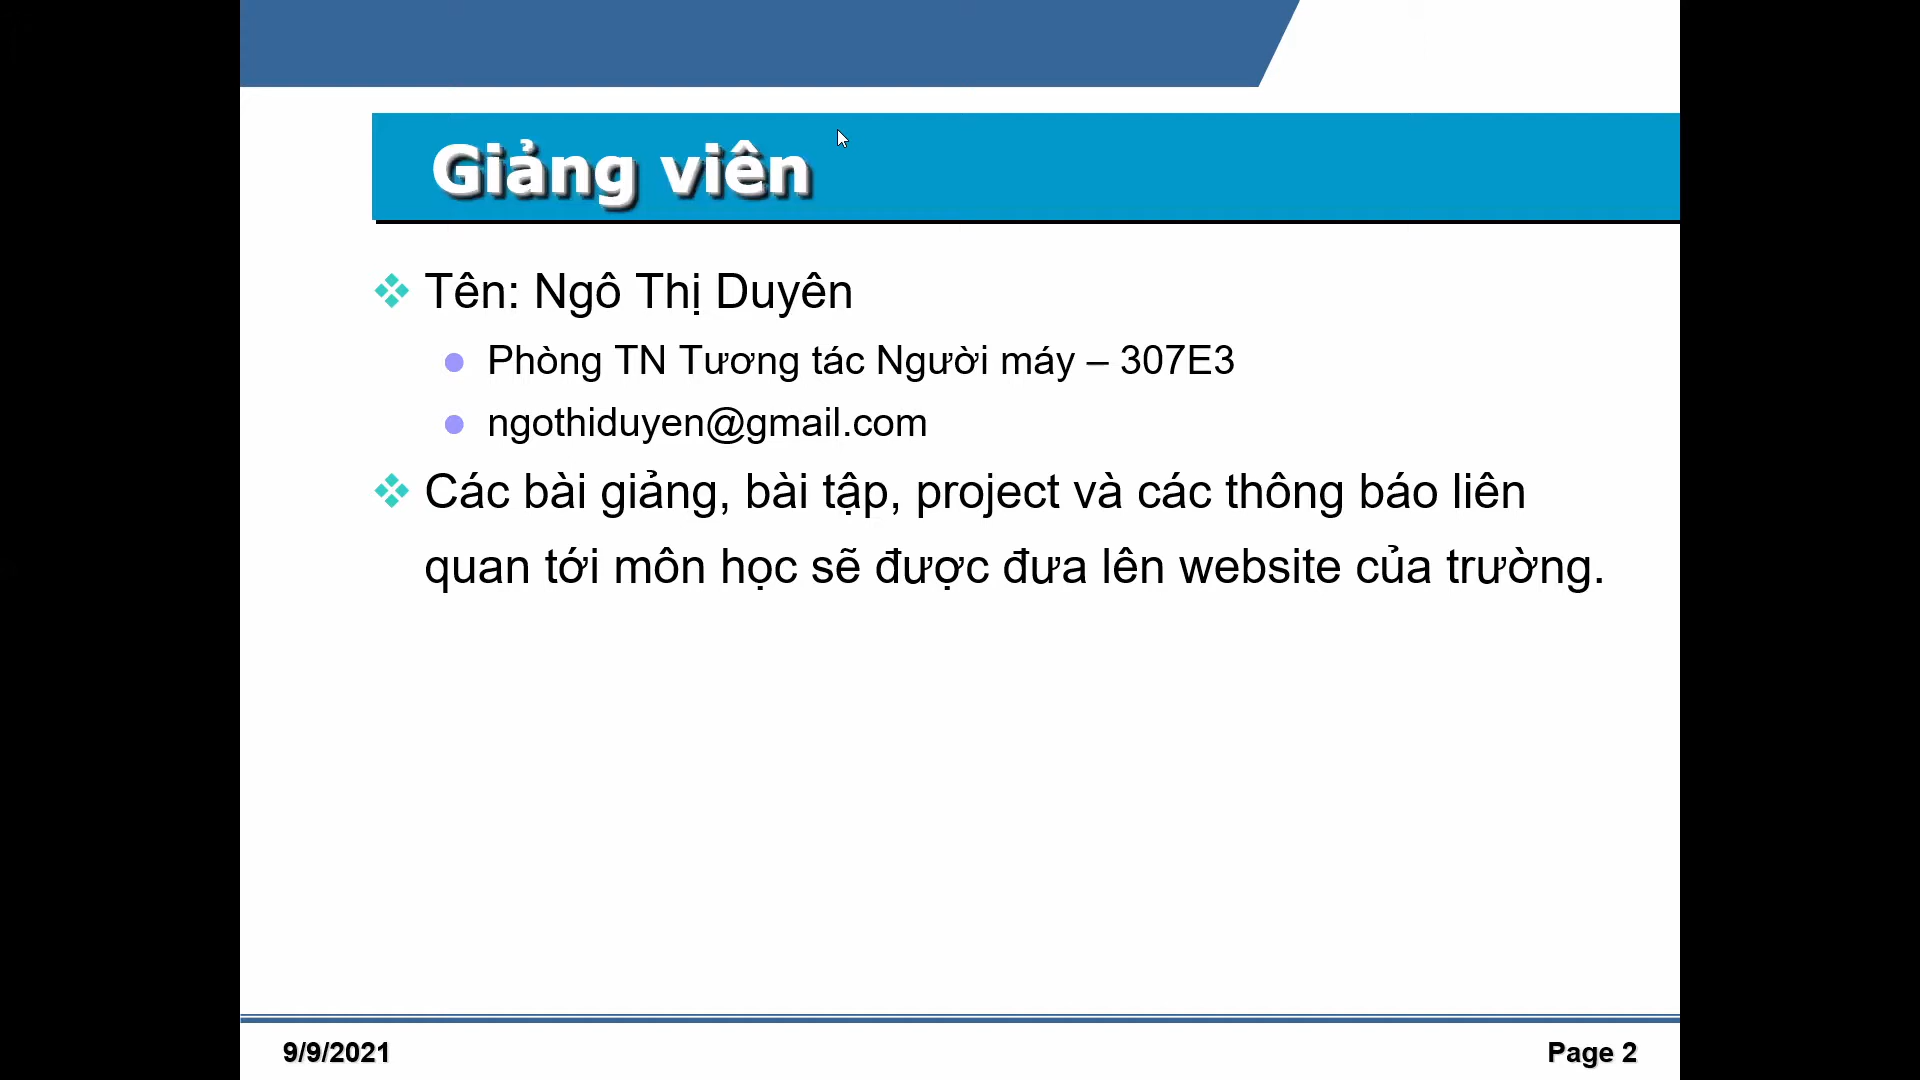 Giảng viên
Tên: Ngô Thị Duyên
Phòng TN Tương tác Người máy – 307E3
ngothiduyen@gmail.com
Các bài giảng, bài tập, project và các thông báo liên
quan tới môn học sẽ được đưa lên website của trường.
9/9/2021
Page 2